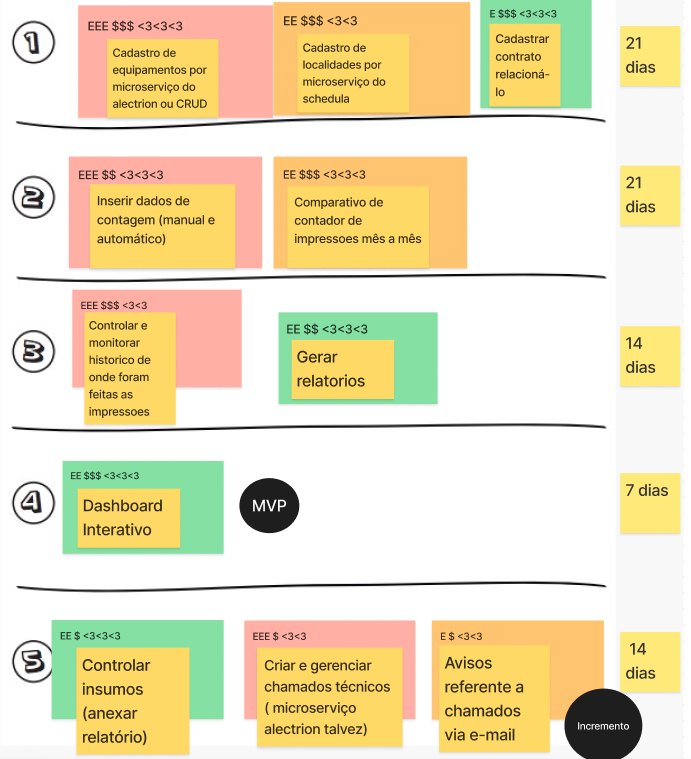 1
EEE $$$ <3<3<3
Cadastro de
equipamentos por
microserviço do
alectrion ou CRUD
EE $$$ <3<3<3
Cadastro de
localidades por
microserviço do
schedula
E $$$ <3<3<3
Cadastrar
contrato
relacioná-
lo
21
dias
2
EEE $$ <3<3<3
Inserir dados de
contagem (manual e
automático)
EE $$$ <3<3<3
Comparativo de
contador de
impressoes mês a mês
21
dias
3
EEE $$$ <3<3
Controlar e
monitorar
historico de
onde foram
feitas as
impressoes
EE $$ <3<3<3
Gerar
relatorios
14
dias
4
EE $$$ <3<3<3
Dashboard
Interativo
MVP
7 dias
5
EE $ <3<3<3
Controlar
insumos
(anexar
relatório)
EEE $ <3<3
Criar e gerenciar
chamados técnicos
( microserviço
alectrion talvez)
E $ <3<3
Avisos
referente a
chamados
via e-mail
Incremento
14
dias